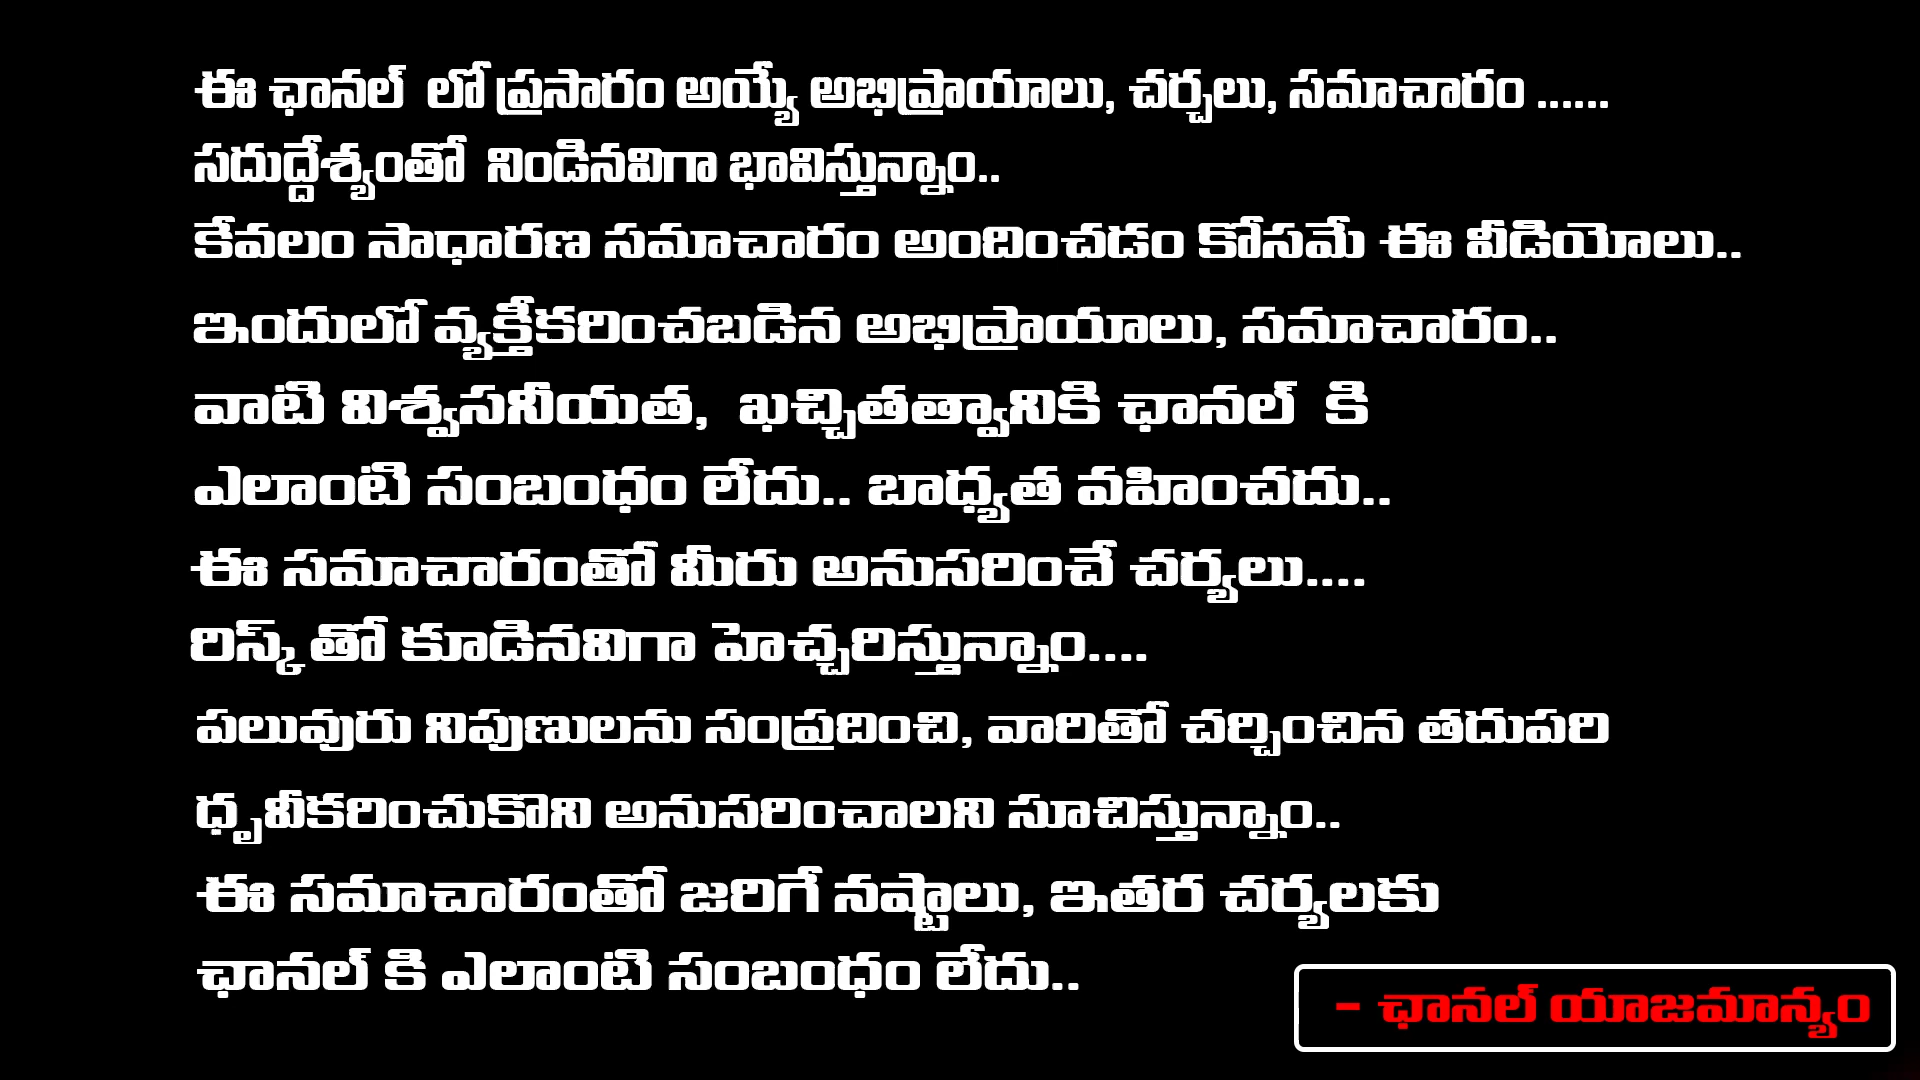 ఈ ఛానల్ లో ప్రసారం అయ్యే అభిప్రాయాలు, చర్చలు, సమాచారం ......
సదుద్దేశ్యంతో నిండినవిగా భావిస్తున్నాం..
కేవలం సాధారణ సమాచారం అందించడం కోసమే ఈ వీడియోలు..
ఇందులో వ్యక్తీకరించబడిన అభిప్రాయాలు, సమాచారం..
వాటి విశ్వసనీయత, ఖచ్చితత్వానికి ఛానల్ కి
ఎలాంటి సంబంధం లేదు.. బాధ్యత వహించదు..
ఈ సమాచారంతో మీరు అనుసరించే చర్యలు....
రిస్క్ తో కూడినవిగా హెచ్చరిస్తున్నాం....
పలువురు నిపుణులను సంప్రదించి, వారితో చర్చించిన తదుపరి
ధృవీకరించుకొని అనుసరించాలని సూచిస్తున్నాం..
ఈ సమాచారంతో జరిగే నష్టాలు, ఇతర చర్యలకు
ఛానల్ కి ఎలాంటి సంబంధం లేదు..
- ఛానల్ యాజమాన్యం